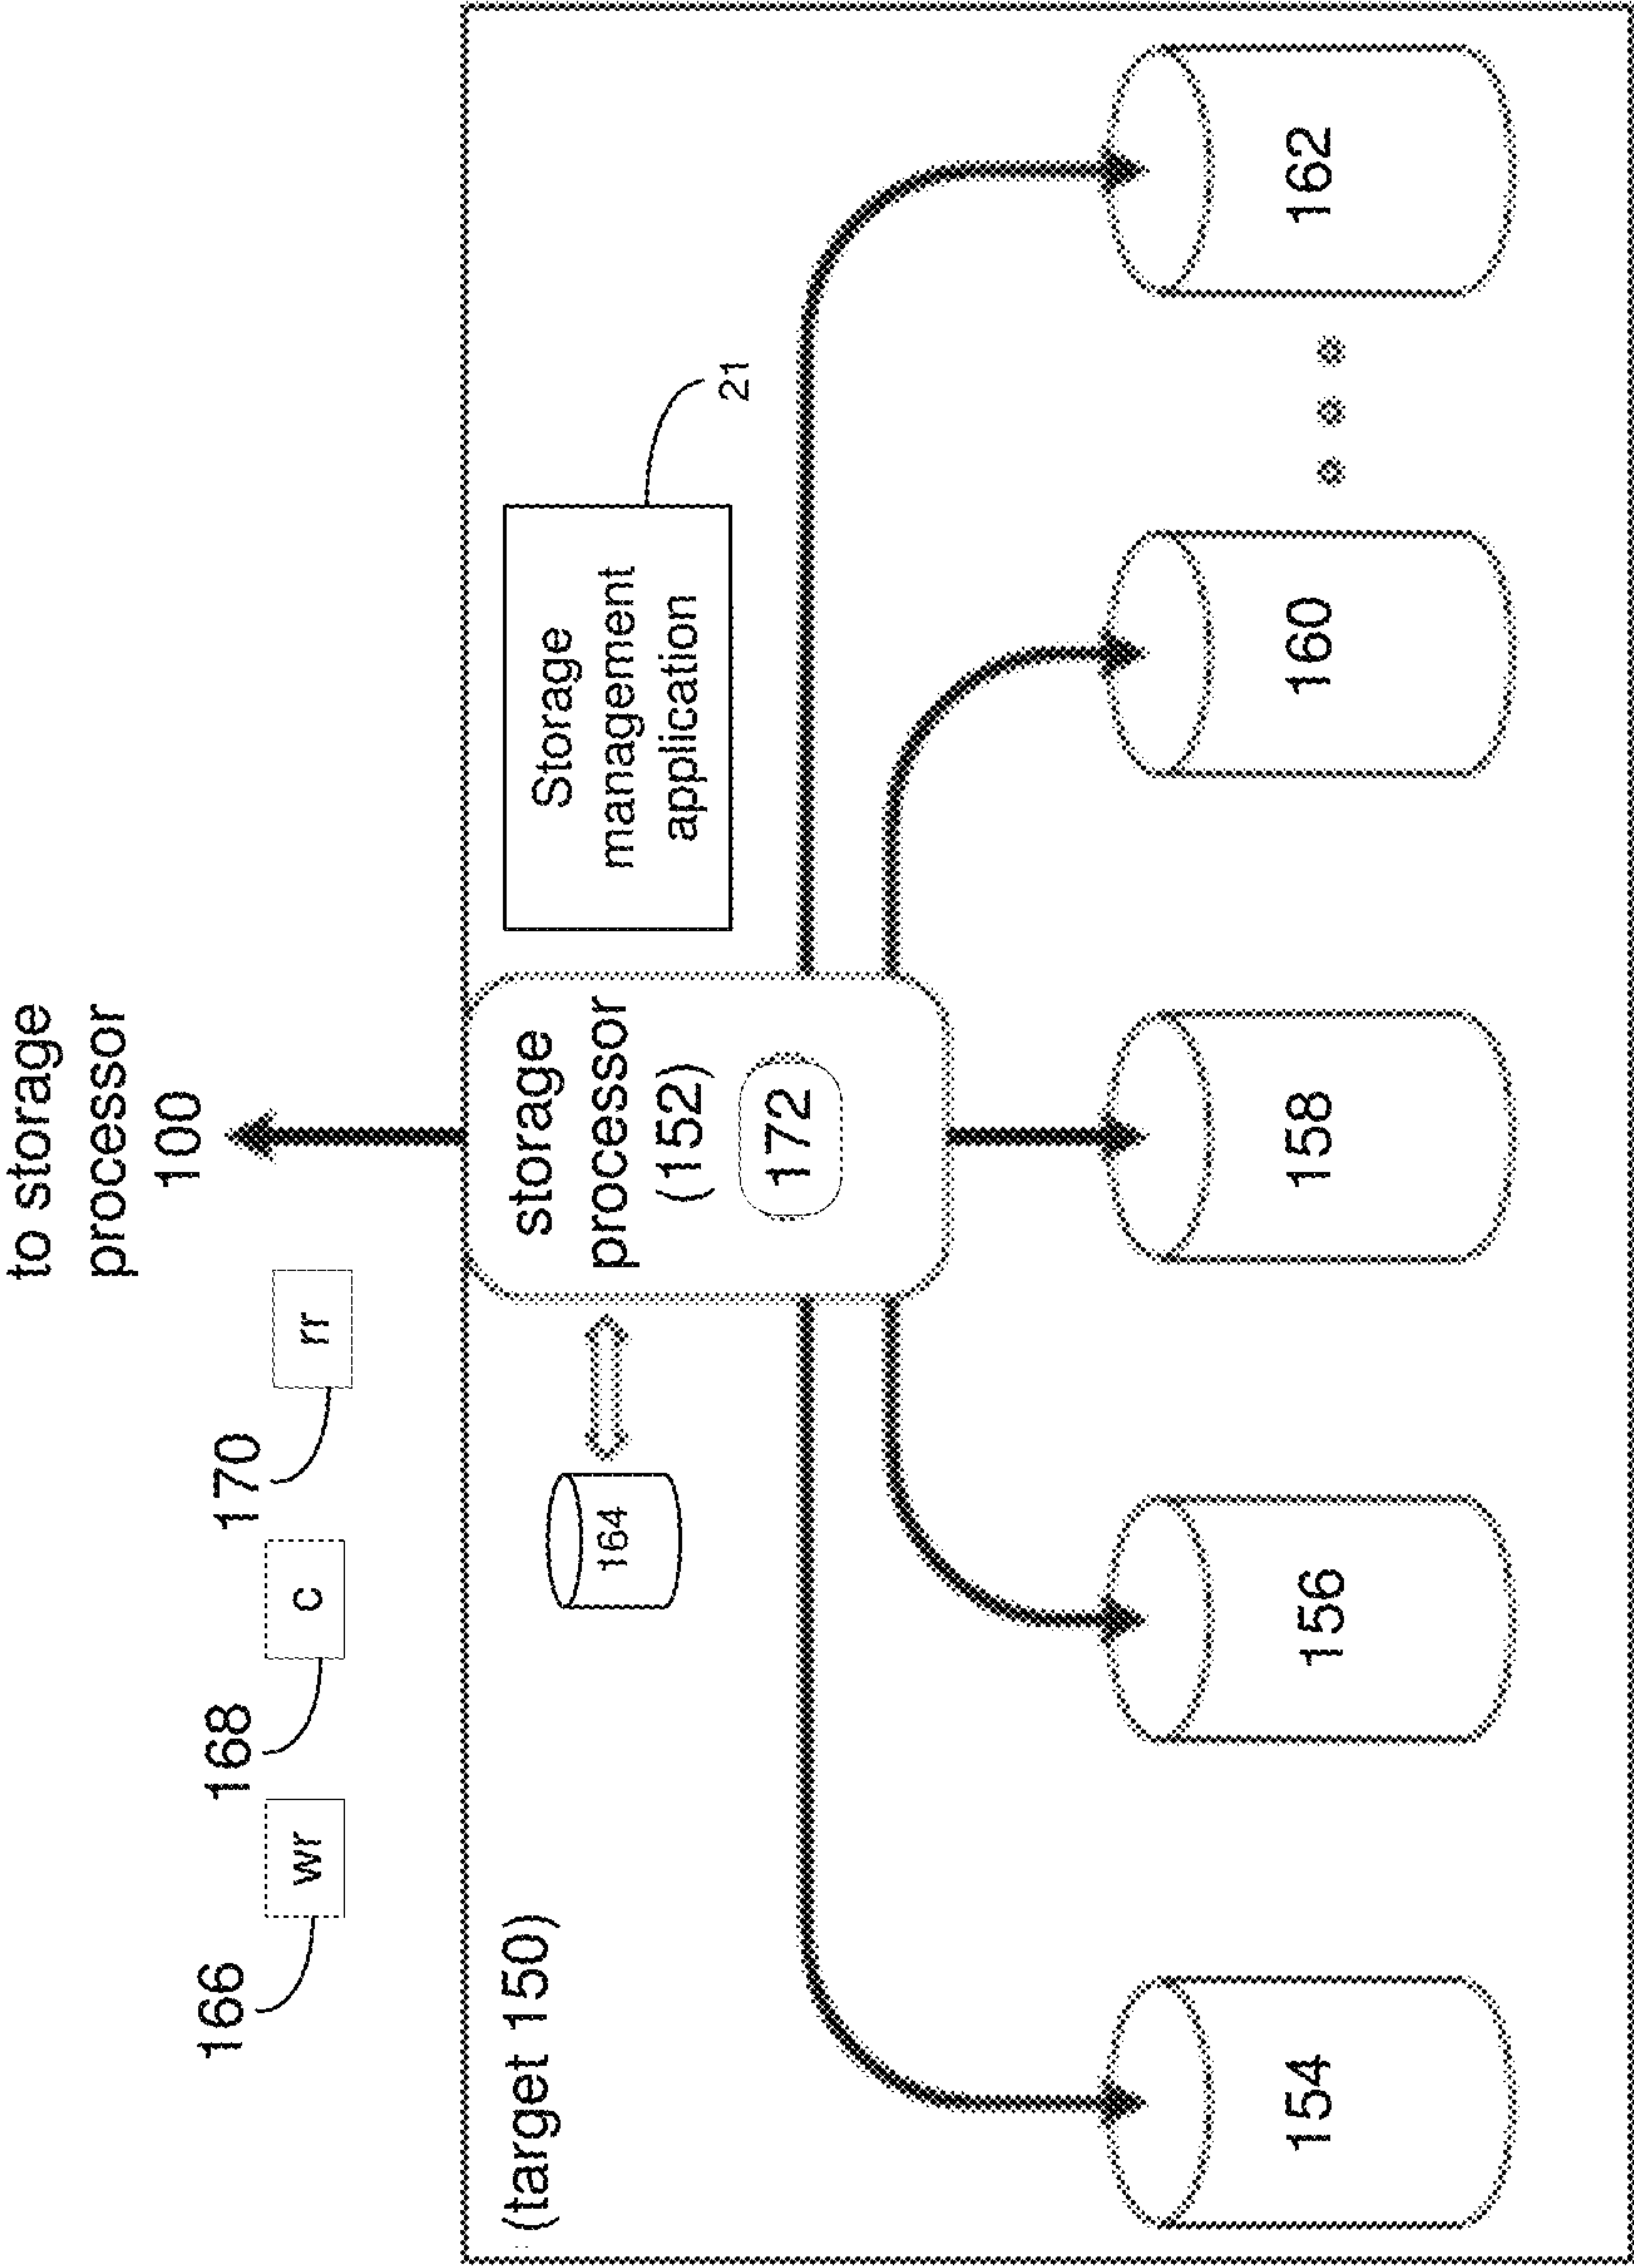 to storage
processor
100
166
wr
168
c
170
rr
(target 150)
164
storage
processor
(152)
172
Storage
management
application
21
154
156
158
160
162